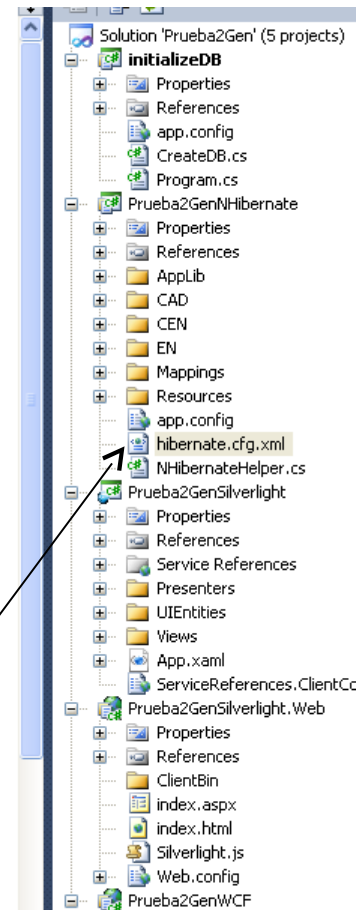 Solution 'Prueba2Gen' (5 projects)
initializeDB
Properties
References
app.config
CreateDB.cs
Program.cs
Prueba2GenNHibernate
Properties
References
AppLib
CAD
CEN
EN
Mappings
Resources
app.config
hibernate.cfg.xml
NHibernateHelper.cs
Prueba2GenSilverlight
Properties
References
Service References
Presenters
UIEntities
Views
App.xaml
ServiceReferences.ClientCo
Prueba2GenSilverlight.Web
Properties
References
ClientBin
index.aspx
index.html
Silverlight.js
Web.config
Prueba2GenWCF